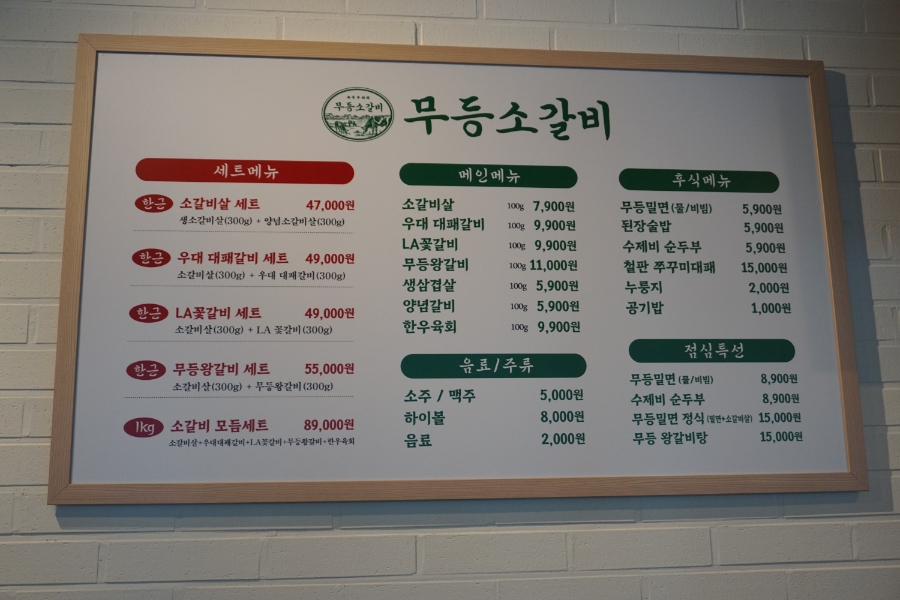 무등소갈비
무등소갈비
세트메뉴
한근 소갈비살 세트 47,000원
생소갈비살(300g) + 양념소갈비살(300g)
한근 우대 대패갈비 세트 49,000원
소갈비살(300g) + 우대 대패갈비(300g)
한근 LA꽃갈비 세트 49,000원
소갈비살(300g) + LA 꽃갈비(300g)
한근 무등왕갈비 세트 55,000원
소갈비살(300g) + 무등왕갈비(300g)
1kg 소갈비 모듬세트 89,000원
소갈비살+우대대패갈비+LA꽃갈비+무등왕갈비+한우육회
메인메뉴
소갈비살 100g 7,900원
우대 대패갈비 100g 9,900원
LA꽃갈비 100g 9,900원
무등왕갈비 100g 11,000원
생삼겹살 100g 5,900원
양념갈비 100g 5,900원
한우육회 100g 9,900원
음료/주류
소주 / 맥주 5,000원
하이볼 8,000원
음료 2,000원
후식메뉴
무등밀면(물/비빔) 5,900원
된장술밥 5,900원
수제비 순두부 5,900원
철판 쭈꾸미대패 15,000원
누룽지 2,000원
공기밥 1,000원
점심특선
무등밀면(물/비빔) 8,900원
수제비 순두부 8,900원
무등밀면 정식(밀면+소갈비살) 15,000원
무등 왕갈비탕 15,000원